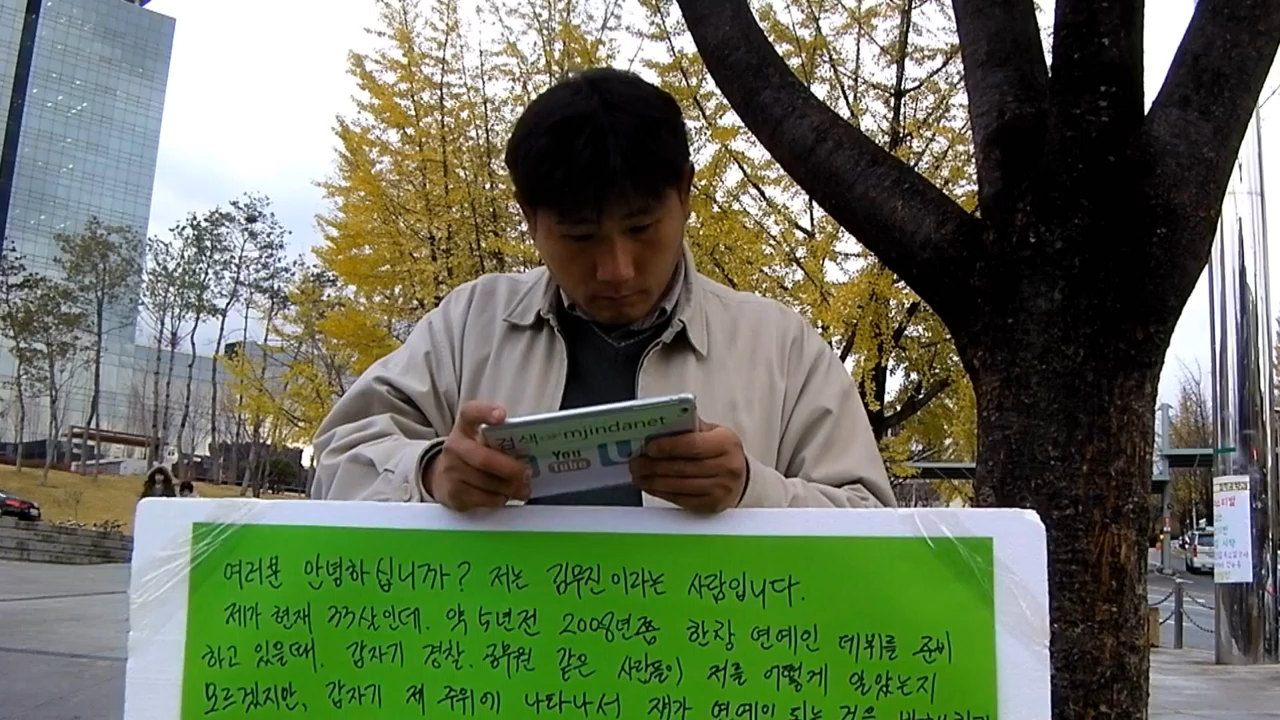 검색 mjindanet
You
Tube
여러분 안녕하십니까? 저는 김무진이라는 사람입니다.
제가 현재 33살인데. 약 5년전 2008년쯤 한창 연예인 데뷔를 준비
하고 있을때. 갑자기 경찰. 공무원 같은 사람들이 저를 어떻게 알았는지
모르겠지만, 갑자기 제 주위에 나타나서 제가 연예인 되는 것을